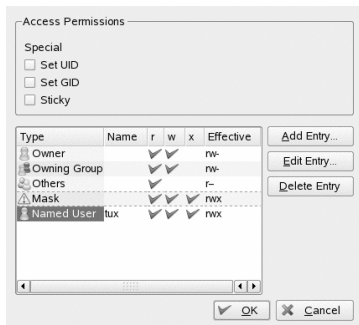 Access Permissions
Special
Set UID
Set GID
Sticky
Type Name r w x Effective
Owner rw-
Owning Group rw-
Others r--
Mask rwx
Named User tux rwx
Add Entry...
Edit Entry...
Delete Entry
OK
Cancel